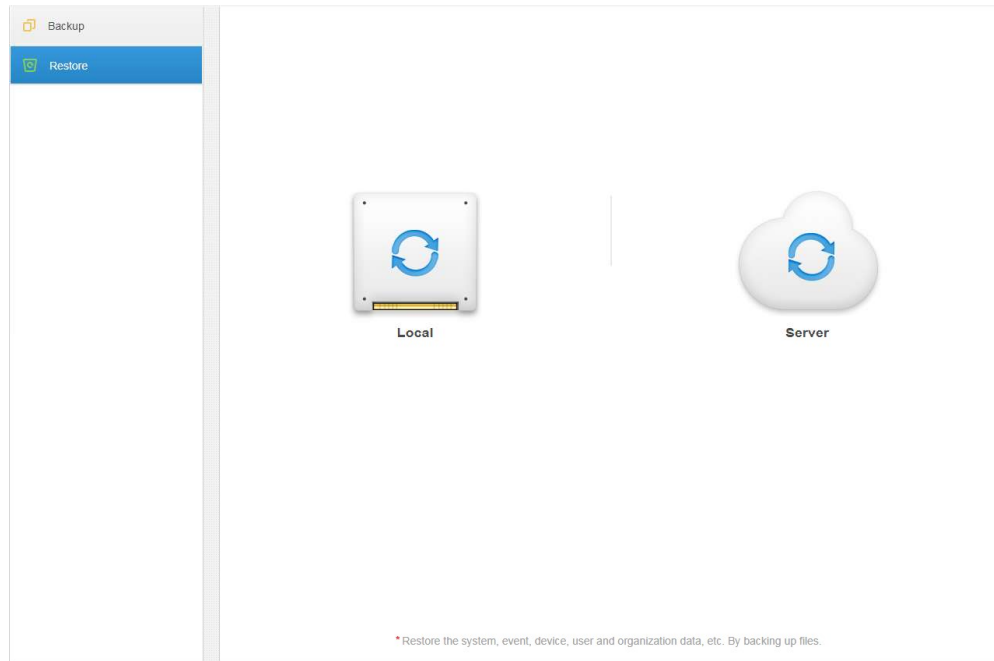 Backup
Restore
Local
Server
* Restore the system, event, device, user and organization data, etc. By backing up files.